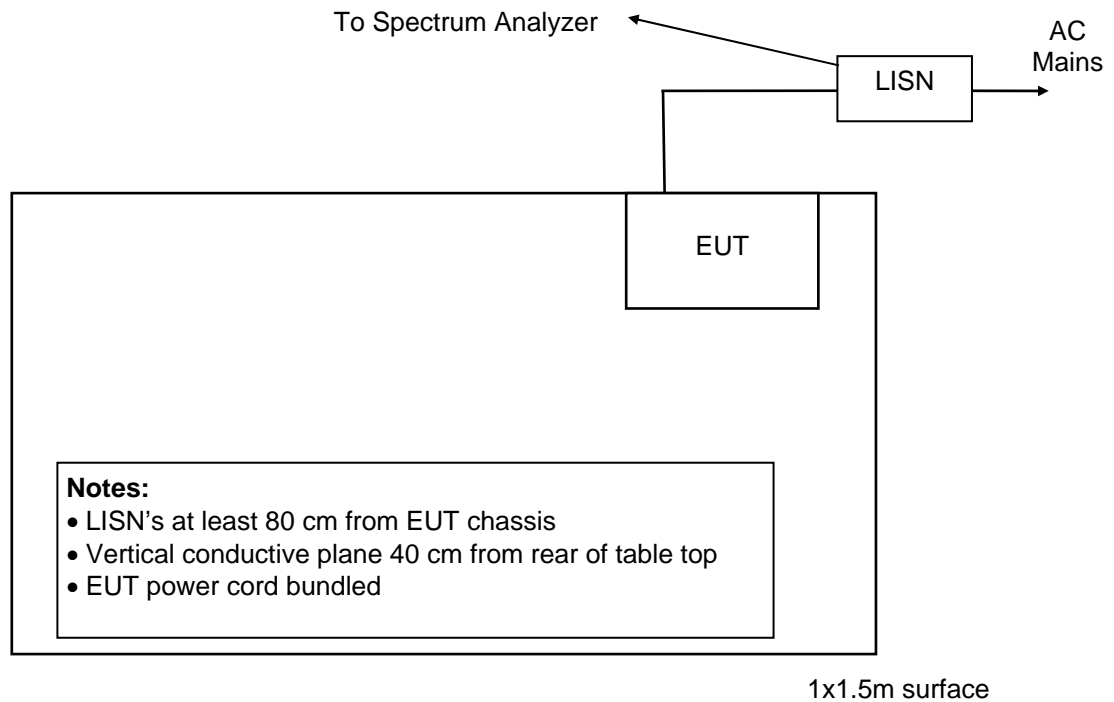 To Spectrum Analyzer
AC
Mains
LISN
EUT
Notes:
• LISN’s at least 80 cm from EUT chassis
• Vertical conductive plane 40 cm from rear of table top
• EUT power cord bundled
1x1.5m surface